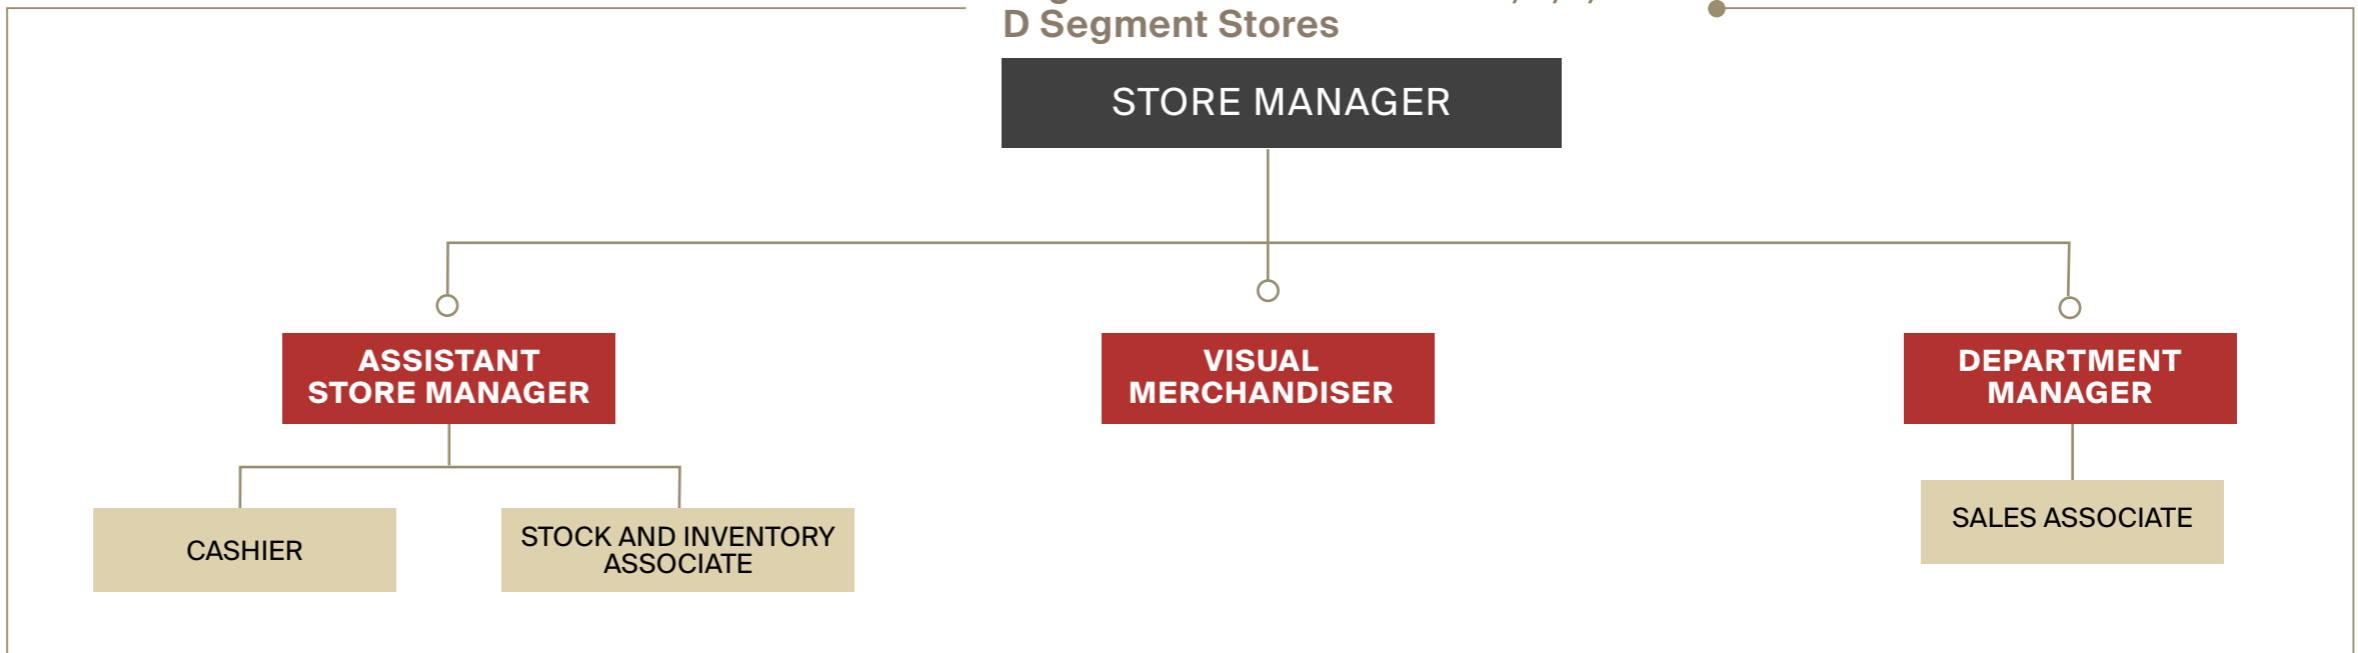 D Segment Stores
STORE MANAGER
ASSISTANT
STORE MANAGER
VISUAL
MERCHANDISER
DEPARTMENT
MANAGER
CASHIER
STOCK AND INVENTORY
ASSOCIATE
SALES ASSOCIATE